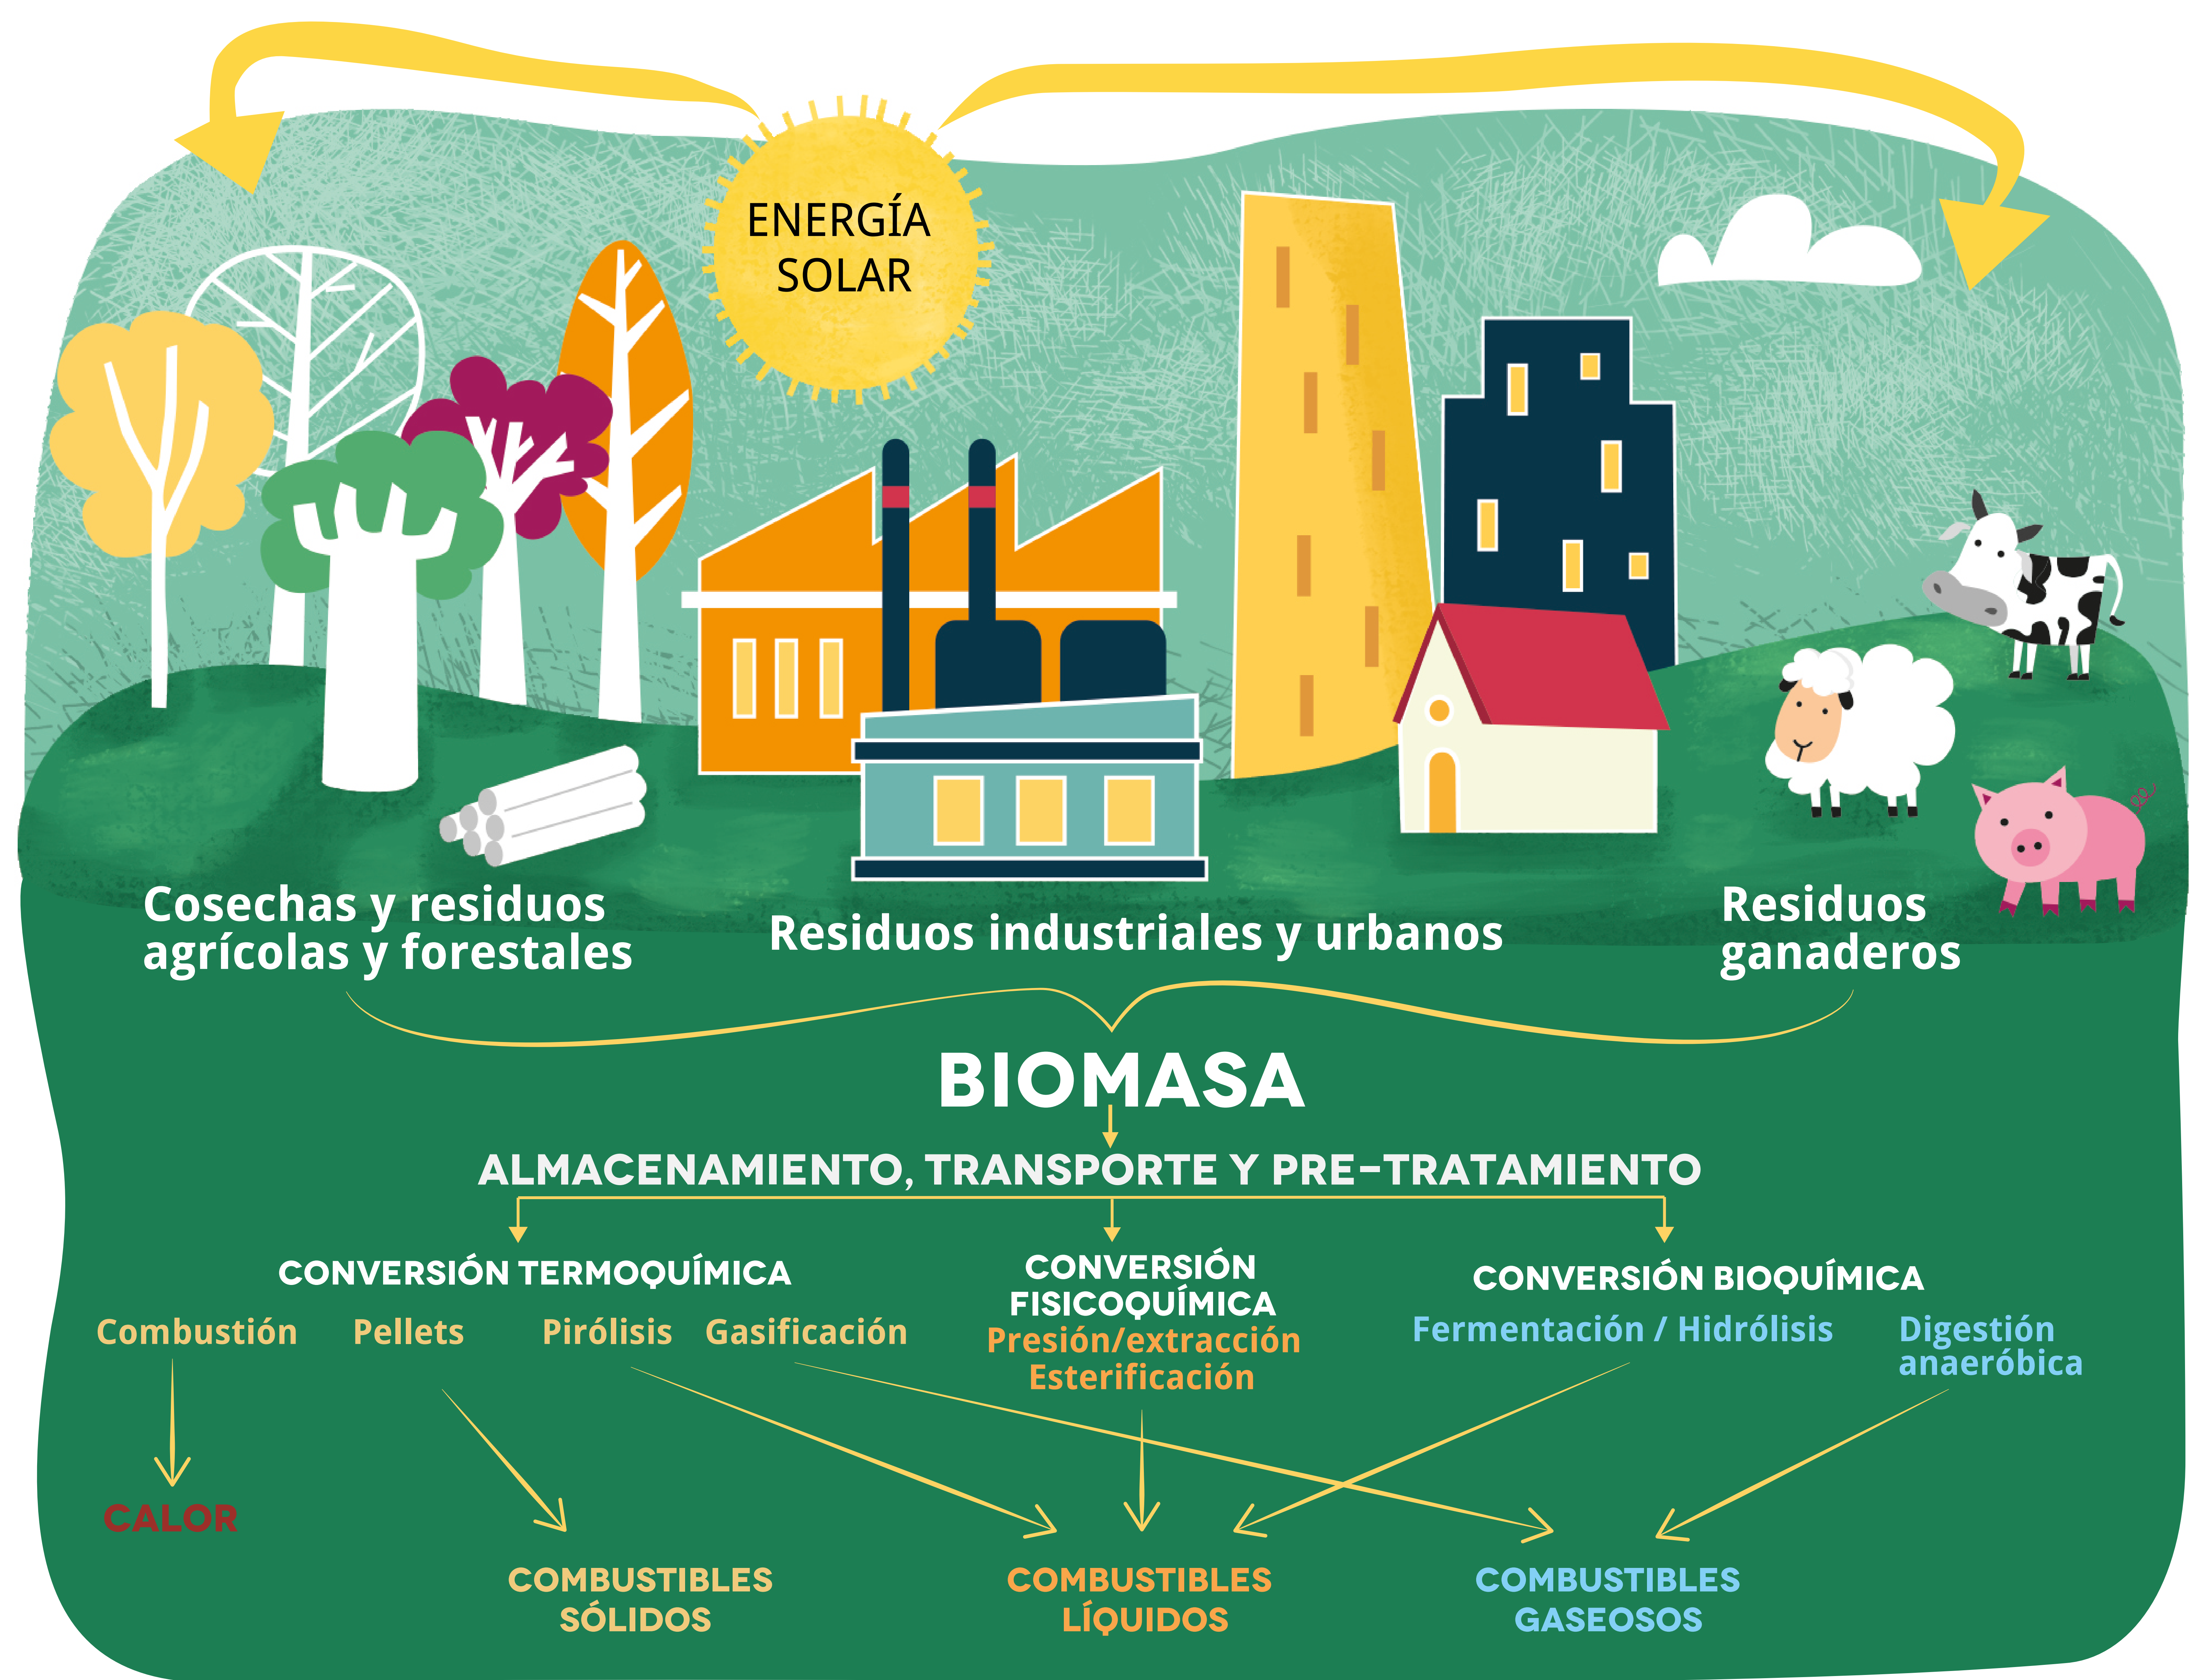 ENERGÍA
SOLAR
Cosechas y residuos
agrícolas y forestales
Residuos industriales y urbanos
Residuos
ganaderos
BIOMASA
ALMACENAMIENTO, TRANSPORTE Y PRE-TRATAMIENTO
CONVERSIÓN TERMOQUÍMICA
Combustión Pellets Pirólisis Gasificación
CONVERSIÓN
FISICOQUÍMICA
Presión/extracción
Esterificación
CONVERSIÓN BIOQUÍMICA
Fermentación / Hidrólisis
Digestión
anaeróbica
CALOR
COMBUSTIBLES
SÓLIDOS
COMBUSTIBLES
LÍQUIDOS
COMBUSTIBLES
GASEOSOS